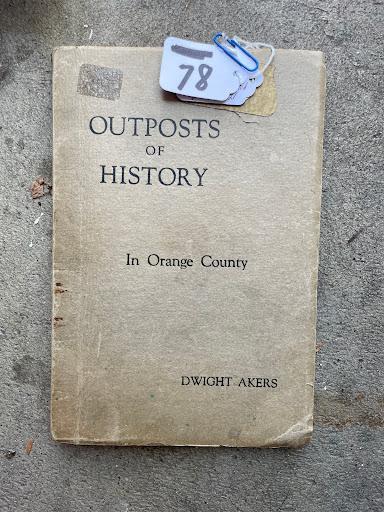 78
OUTPOSTS
OF
HISTORY
In Orange County
DWIGHT AKERS